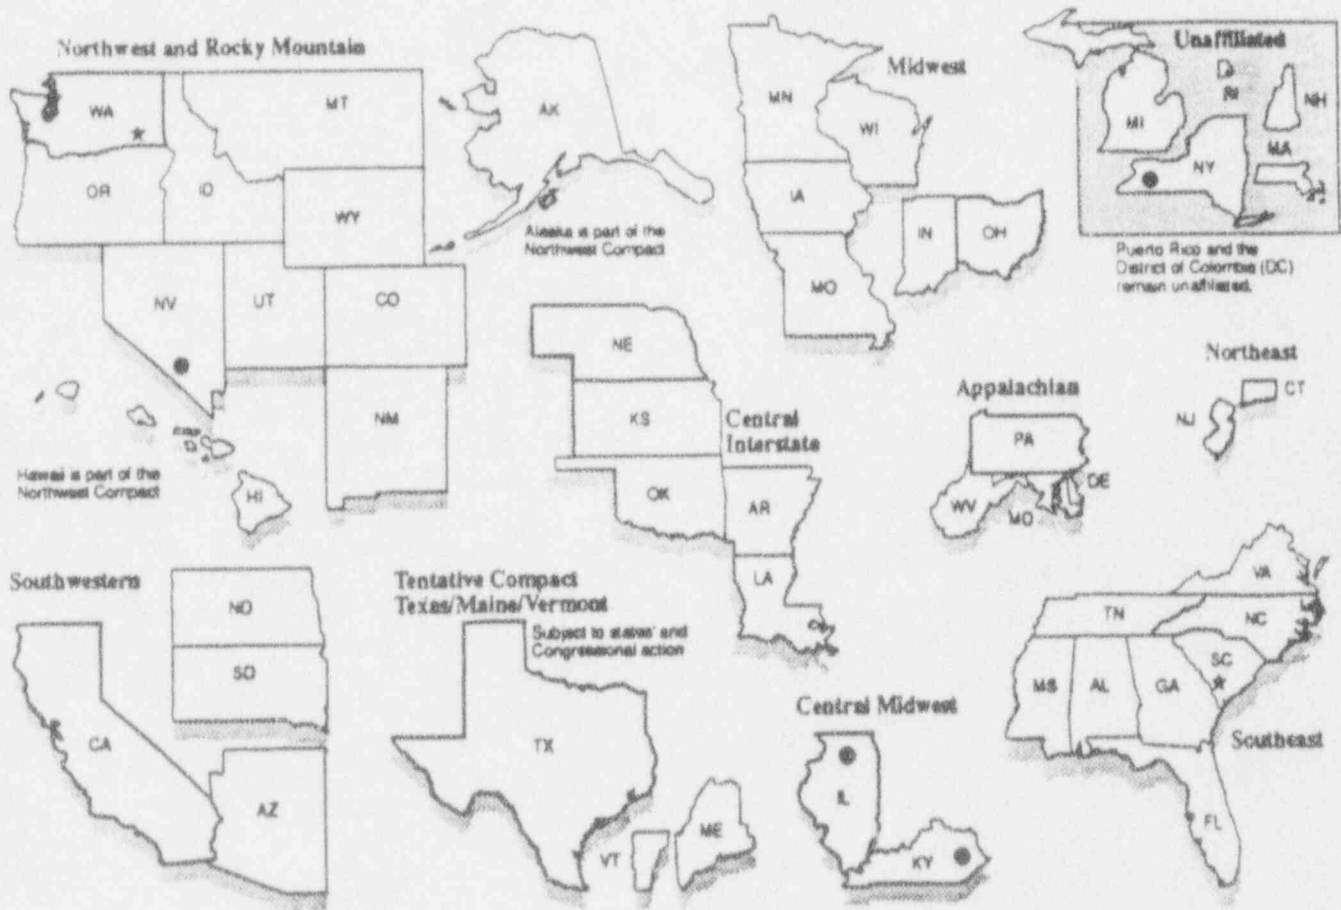 Northwest and Rocky Mountain
WA
MT
OR
ID
WY
NV
UT
CO
NM
AK
Alaska is part of the
Northwest Compact
Hawaii is part of the
Northwest Compact
HI
Midwest
MN
WI
IA
IN
OH
MO
Unaffiliated
MI
NH
NY
MA
Puerto Rico and the
District of Colombia (DC)
remain unaffiliated.
Northeast
CT
NJ
Appalachian
PA
DE
WV
MD
Central
Interstate
NE
KS
OK
AR
LA
Southwestern
ND
SD
CA
AZ
Tentative Compact
Texas/Maine/Vermont
Subject to states' and
Congressional action
TX
VT
ME
Central Midwest
IL
KY
VA
TN
NC
SC
MS
AL
GA
Southeast
FL